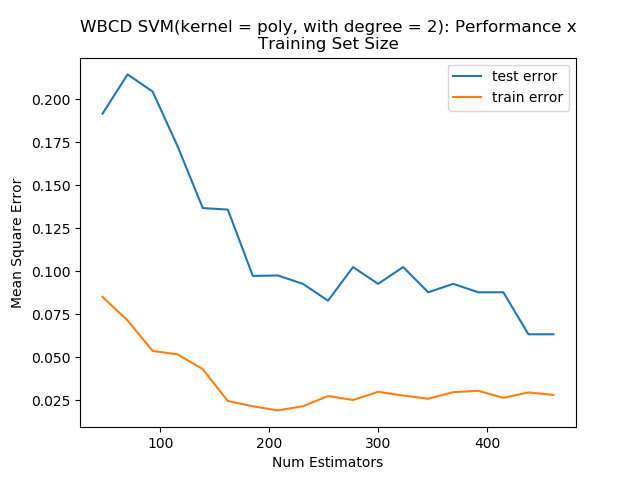 WBCD SVM(kernel = poly, with degree = 2): Performance x
Training Set Size
test error
train error
0.200
0.175
0.150
0.125
0.100
0.075
0.050
0.025
Mean Square Error
100
200
300
400
Num Estimators